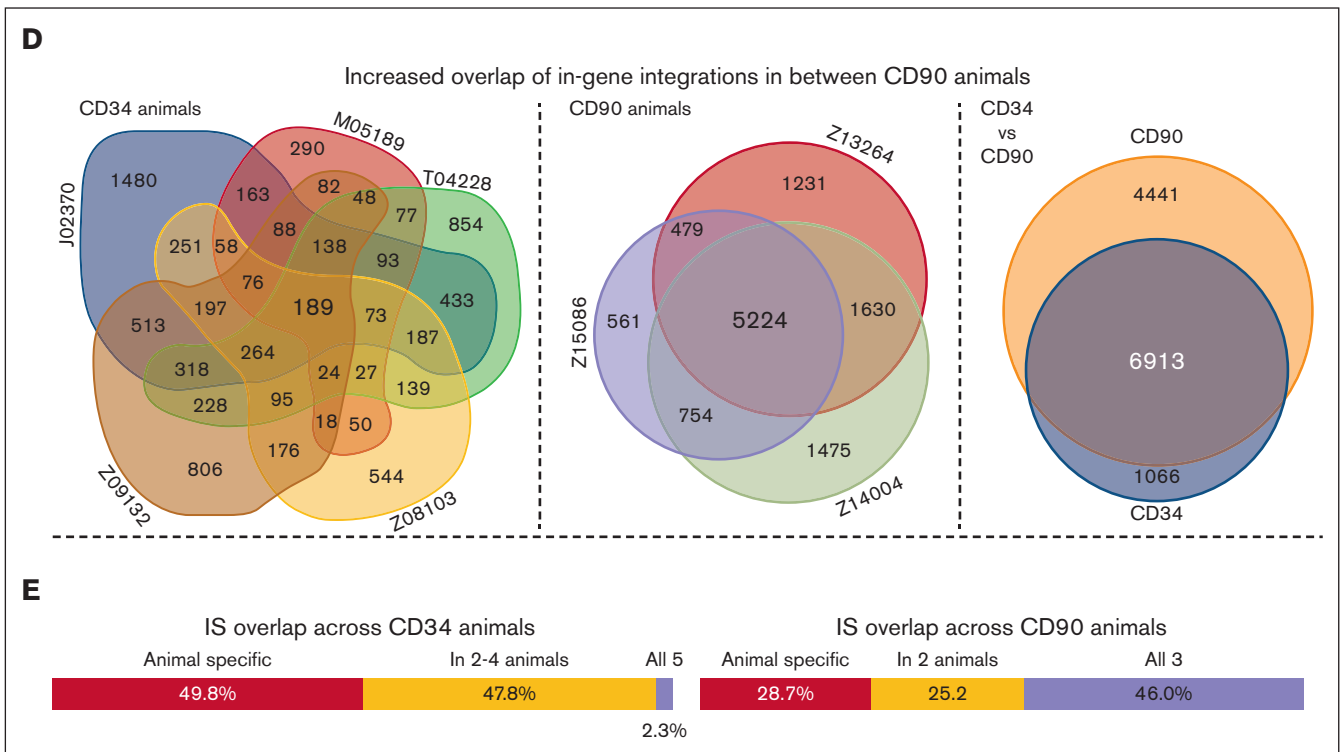 D
Increased overlap of in-gene integrations in between CD90 animals
CD34 animals
J02370
M05189
T04228
Z09132
Z08103
1480
290
163
82
48
77
854
251
58
88
138
93
76
433
197
189
73
513
187
264
318
24
27
139
228
95
18
50
176
806
544
CD90 animals
Z13264
Z15086
Z14004
1231
479
561
5224
1630
754
1475
CD34
vs
CD90
CD90
4441
6913
1066
CD34
E
IS overlap across CD34 animals
Animal specific
In 2-4 animals
All 5
49.8%
47.8%
2.3%
IS overlap across CD90 animals
Animal specific
In 2 animals
All 3
28.7%
25.2
46.0%